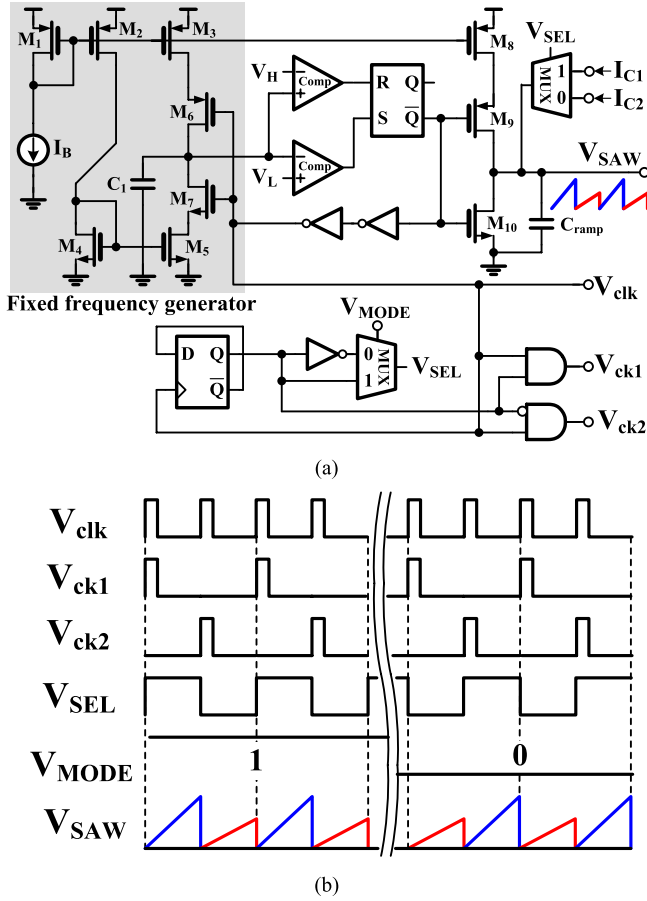 M1 M2 M3 M8 VSEL
MUX 1 IC1
0 IC2
VH − + Comp R Q
M6
S Q̅ M9
IB C1 VL − + Comp VSAW
M7
M4 M5 M10 Cramp
Fixed frequency generator Vclk
VMODE
D Q 0 MUX VSEL
Q̅ 1
Vck1
Vck2
(a)
Vclk
Vck1
Vck2
VSEL
VMODE 1 0
VSAW
(b)